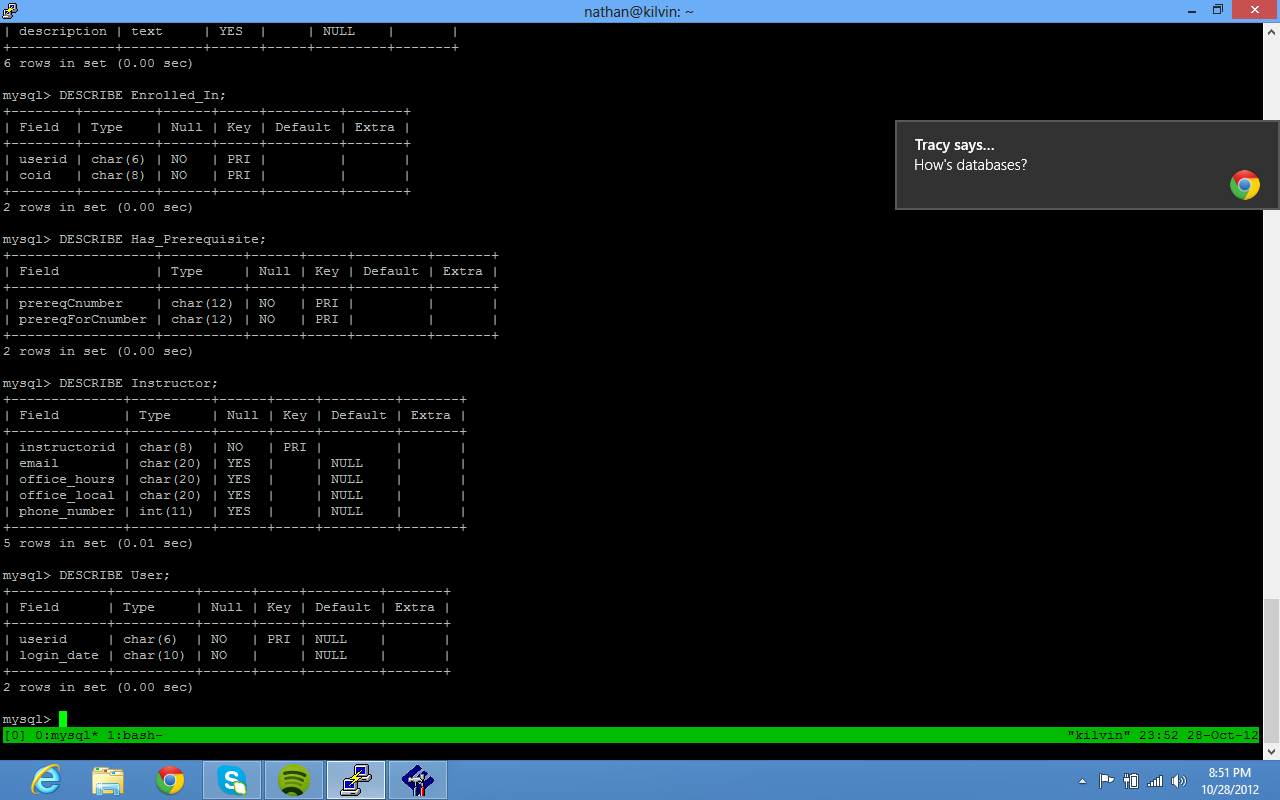 nathan@kilvin: ~
| description | text     | YES  |     | NULL    |       |
+-------------+----------+------+-----+---------+-------+
6 rows in set (0.00 sec)
mysql> DESCRIBE Enrolled_In;
+--------+---------+------+-----+---------+-------+
| Field  | Type    | Null | Key | Default | Extra |
+--------+---------+------+-----+---------+-------+
| userid | char(6) | NO   | PRI |         |       |
| coid   | char(8) | NO   | PRI |         |       |
+--------+---------+------+-----+---------+-------+
2 rows in set (0.00 sec)
mysql> DESCRIBE Has_Prerequisite;
+------------------+----------+------+-----+---------+-------+
| Field            | Type     | Null | Key | Default | Extra |
+------------------+----------+------+-----+---------+-------+
| prereqCnumber    | char(12) | NO   | PRI |         |       |
| prereqForCnumber | char(12) | NO   | PRI |         |       |
+------------------+----------+------+-----+---------+-------+
2 rows in set (0.00 sec)
mysql> DESCRIBE Instructor;
+--------------+----------+------+-----+---------+-------+
| Field        | Type     | Null | Key | Default | Extra |
+--------------+----------+------+-----+---------+-------+
| instructorid | char(8)  | NO   | PRI |         |       |
| email        | char(20) | YES  |     | NULL    |       |
| office_hours | char(20) | YES  |     | NULL    |       |
| office_local | char(20) | YES  |     | NULL    |       |
| phone_number | int(11)  | YES  |     | NULL    |       |
+--------------+----------+------+-----+---------+-------+
5 rows in set (0.01 sec)
mysql> DESCRIBE User;
+------------+----------+------+-----+---------+-------+
| Field      | Type     | Null | Key | Default | Extra |
+------------+----------+------+-----+---------+-------+
| userid     | char(6)  | NO   | PRI | NULL    |       |
| login_date | char(10) | NO   |     | NULL    |       |
+------------+----------+------+-----+---------+-------+
2 rows in set (0.00 sec)
mysql>
[0] 0:mysql* 1:bash- "kilvin" 23:52 28-Oct-12
Tracy says...
How's databases?
8:51 PM
10/28/2012